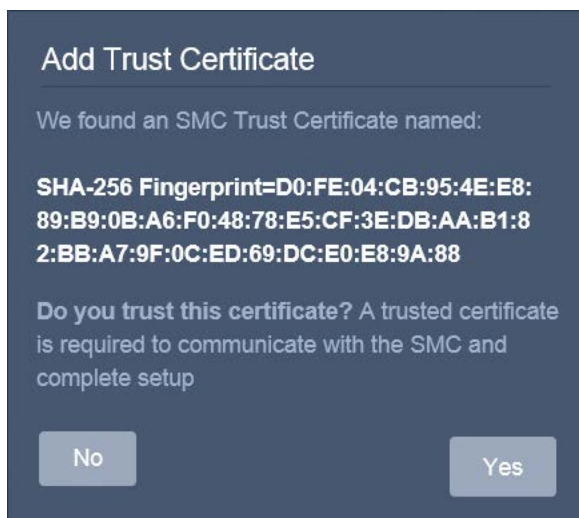 Add Trust Certificate
We found an SMC Trust Certificate named:
SHA-256 Fingerprint=D0:FE:04:CB:95:4E:E8:
89:B9:0B:A6:F0:48:78:E5:CF:3E:DB:AA:B1:8
2:BB:A7:9F:0C:ED:69:DC:E0:E8:9A:88
Do you trust this certificate? A trusted certificate
is required to communicate with the SMC and
complete setup
No
Yes